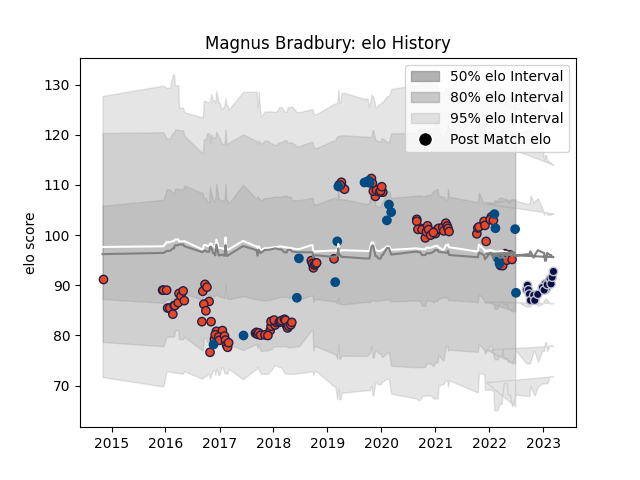 Magnus Bradbury: elo History
50% elo Interval
80% elo Interval
95% elo Interval
Post Match elo
elo score
130
120
110
100
90
80
70
2015 2016 2017 2018 2019 2020 2021 2022 2023